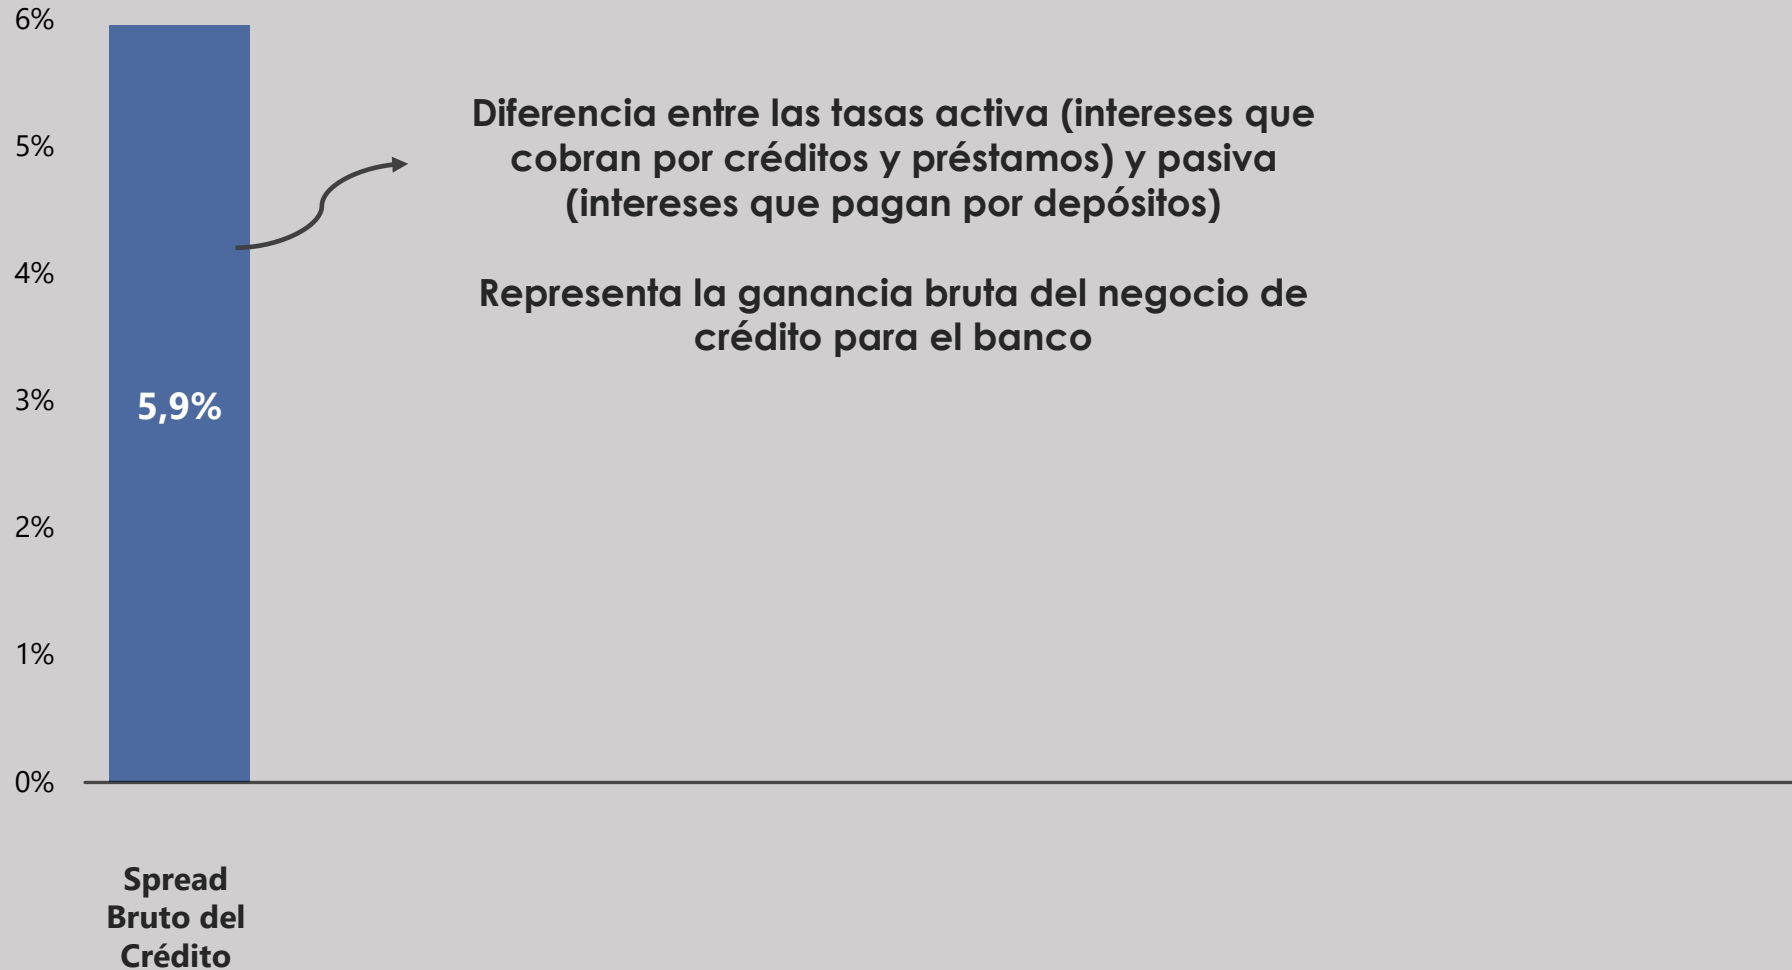 6%
5%
4%
3%
2%
1%
0%
5,9%
Diferencia entre las tasas activa (intereses que
cobran por créditos y préstamos) y pasiva
(intereses que pagan por depósitos)
Representa la ganancia bruta del negocio de
crédito para el banco
Spread
Bruto del
Crédito